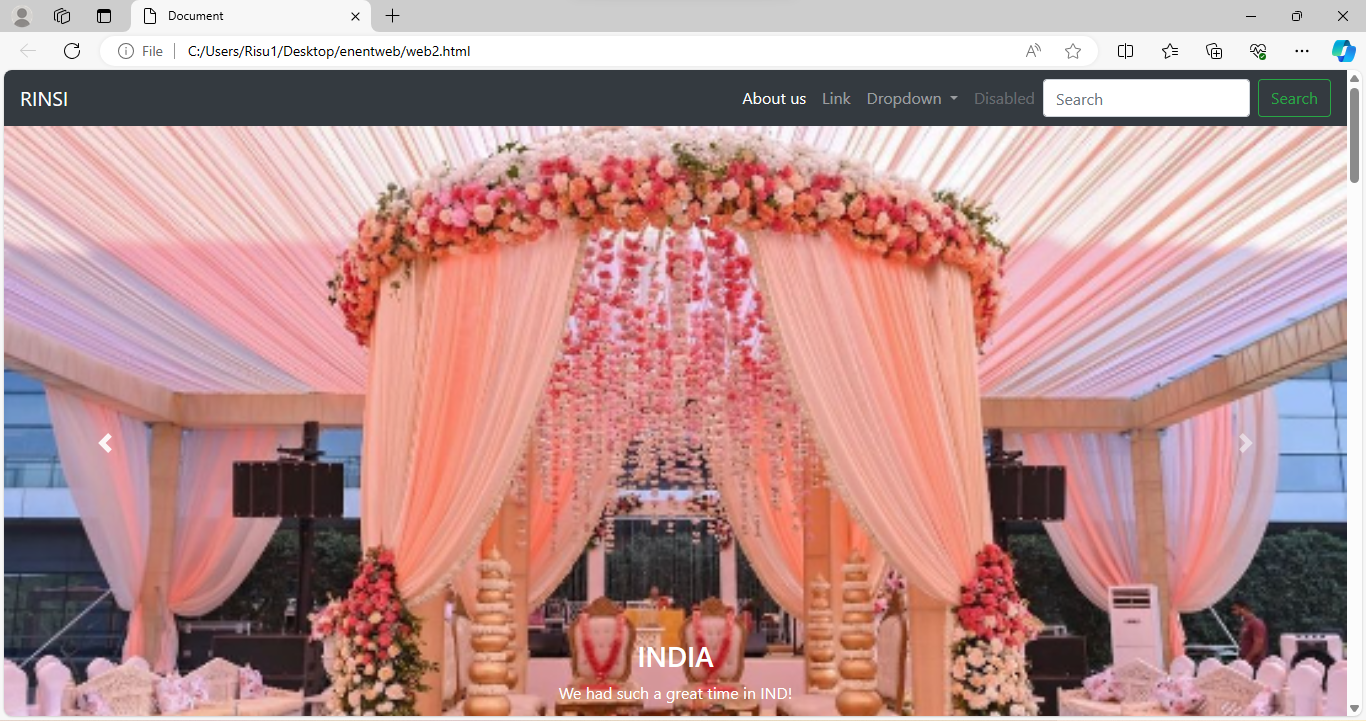 Document
File
C:/Users/Risu1/Desktop/enentweb/web2.html
RINSI
About us Link Dropdown Disabled Search Search
INDIA
We had such a great time in IND!